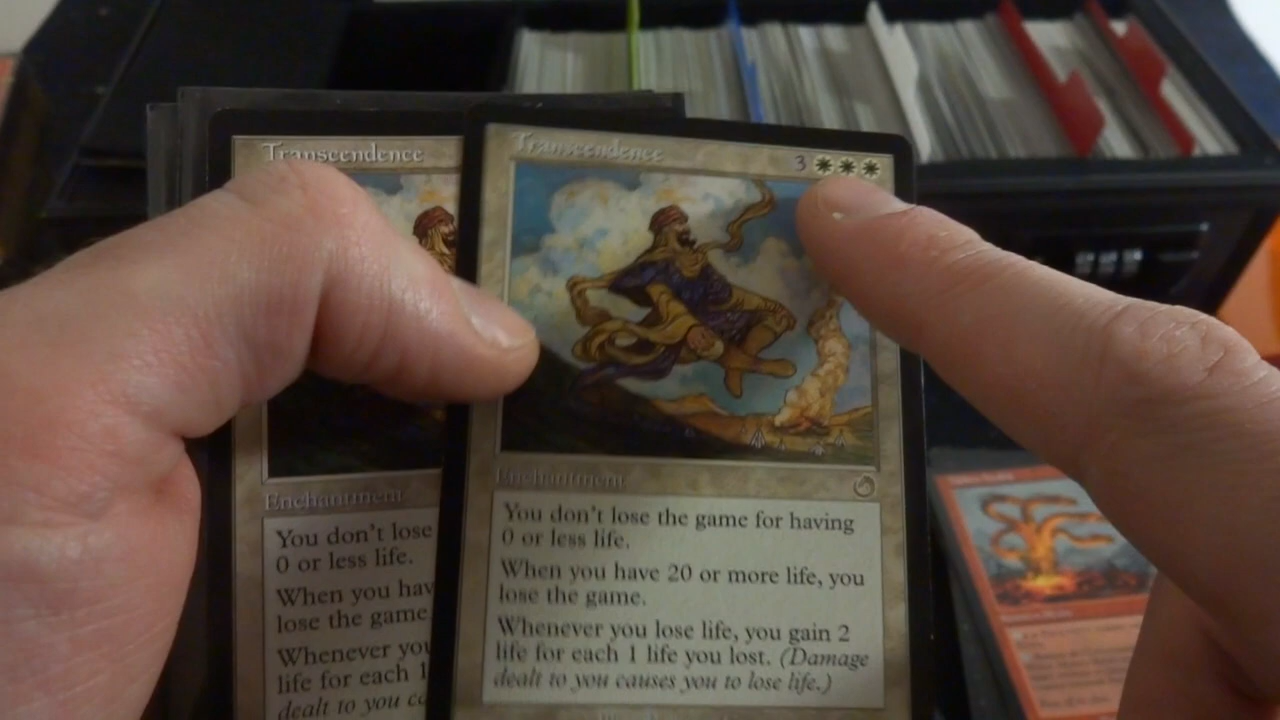 Transcendence
Enchantment
You don't lose
0 or less life.
When you hav
lose the game
Whenever you
life for each 1
dealt to you ca
Transcendence
3
Enchantment
You don't lose the game for having
0 or less life.
When you have 20 or more life, you
lose the game.
Whenever you lose life, you gain 2
life for each 1 life you lost. (Damage
dealt to you causes you to lose life.)